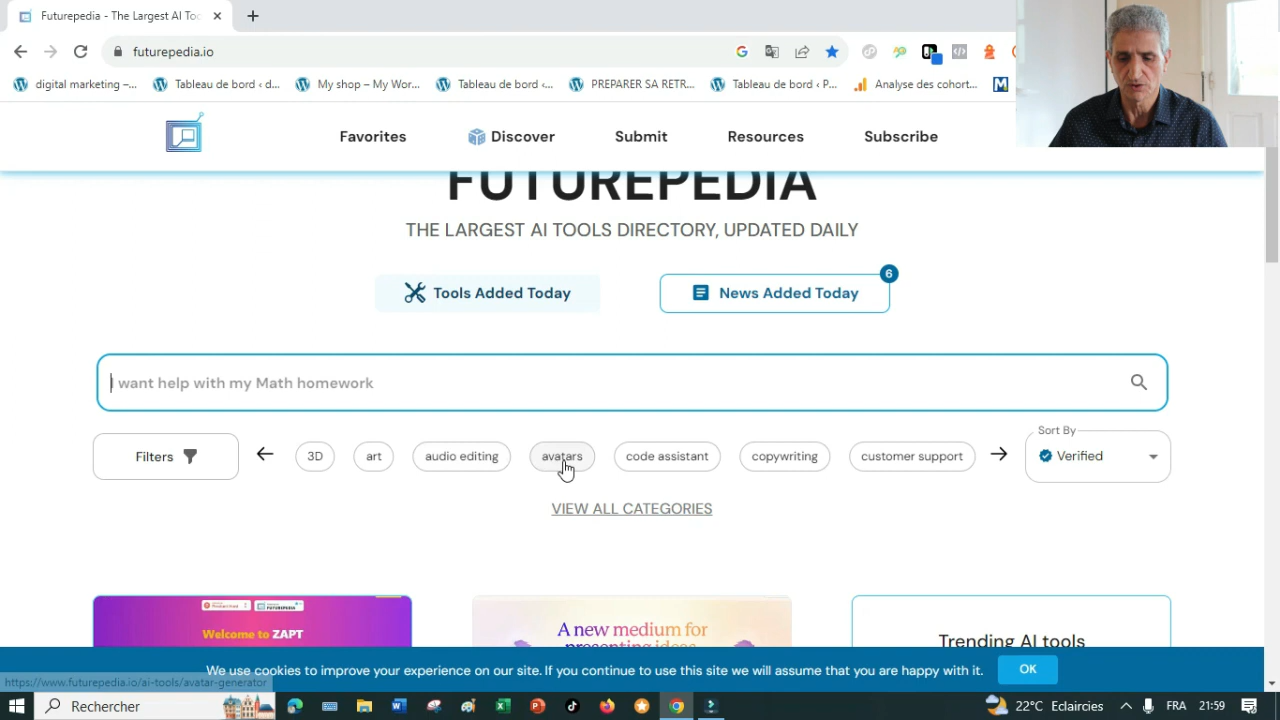 Futurepedia - The Largest AI Too
futurepedia.io
digital marketing –...
Tableau de bord ‹ d...
My shop – My Wor...
Tableau de bord ‹...
PREPARER SA RETR...
Tableau de bord ‹ P...
Analyse des cohort...
Favorites
Discover
Submit
Resources
Subscribe
FUTUREPEDIA
THE LARGEST AI TOOLS DIRECTORY, UPDATED DAILY
Tools Added Today
News Added Today
6
I want help with my Math homework
Filters
3D
art
audio editing
avatars
code assistant
copywriting
customer support
Sort By
Verified
VIEW ALL CATEGORIES
FUTUREPEDIA
Welcome to ZAPT
A new medium for
presenting ideas
Trending AI tools
We use cookies to improve your experience on our site. If you continue to use this site we will assume that you are happy with it.
OK
https://www.futurepedia.io/ai-tools/avatar-generator
Rechercher
22°C Eclaircies
FRA
21:59